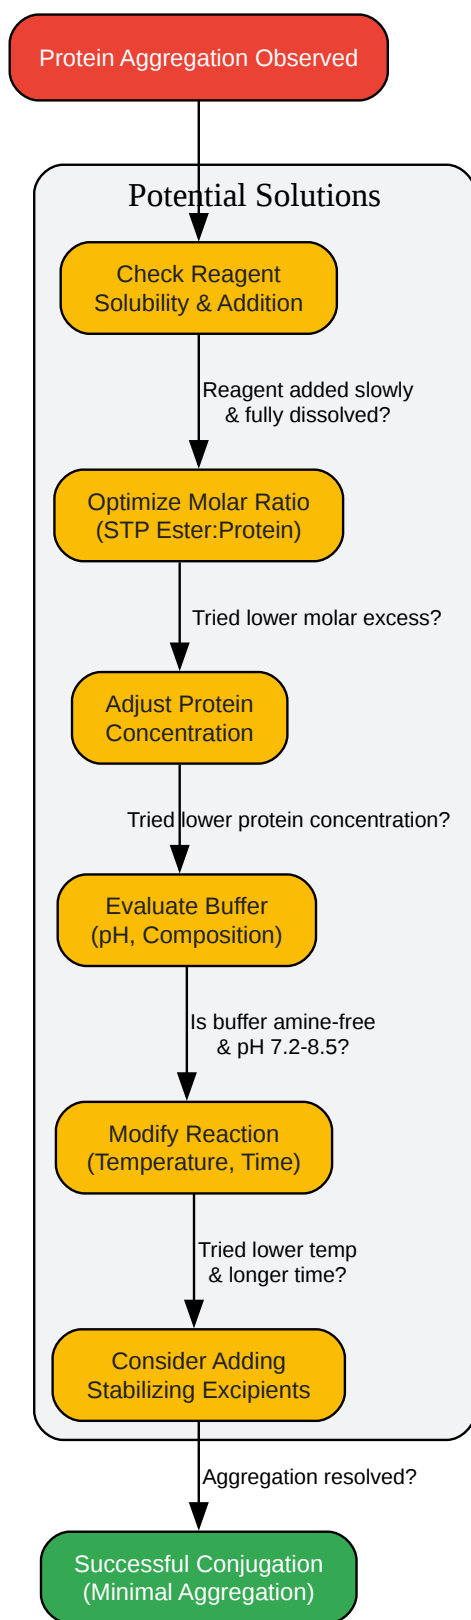 Protein Aggregation Observed
Potential Solutions
Check Reagent
Solubility & Addition
Reagent added slowly
& fully dissolved?
Optimize Molar Ratio
(STP Ester:Protein)
Tried lower molar excess?
Adjust Protein
Concentration
Tried lower protein concentration?
Evaluate Buffer
(pH, Composition)
Is buffer amine-free
& pH 7.2-8.5?
Modify Reaction
(Temperature, Time)
Tried lower temp
& longer time?
Consider Adding
Stabilizing Excipients
Aggregation resolved?
Successful Conjugation
(Minimal Aggregation)